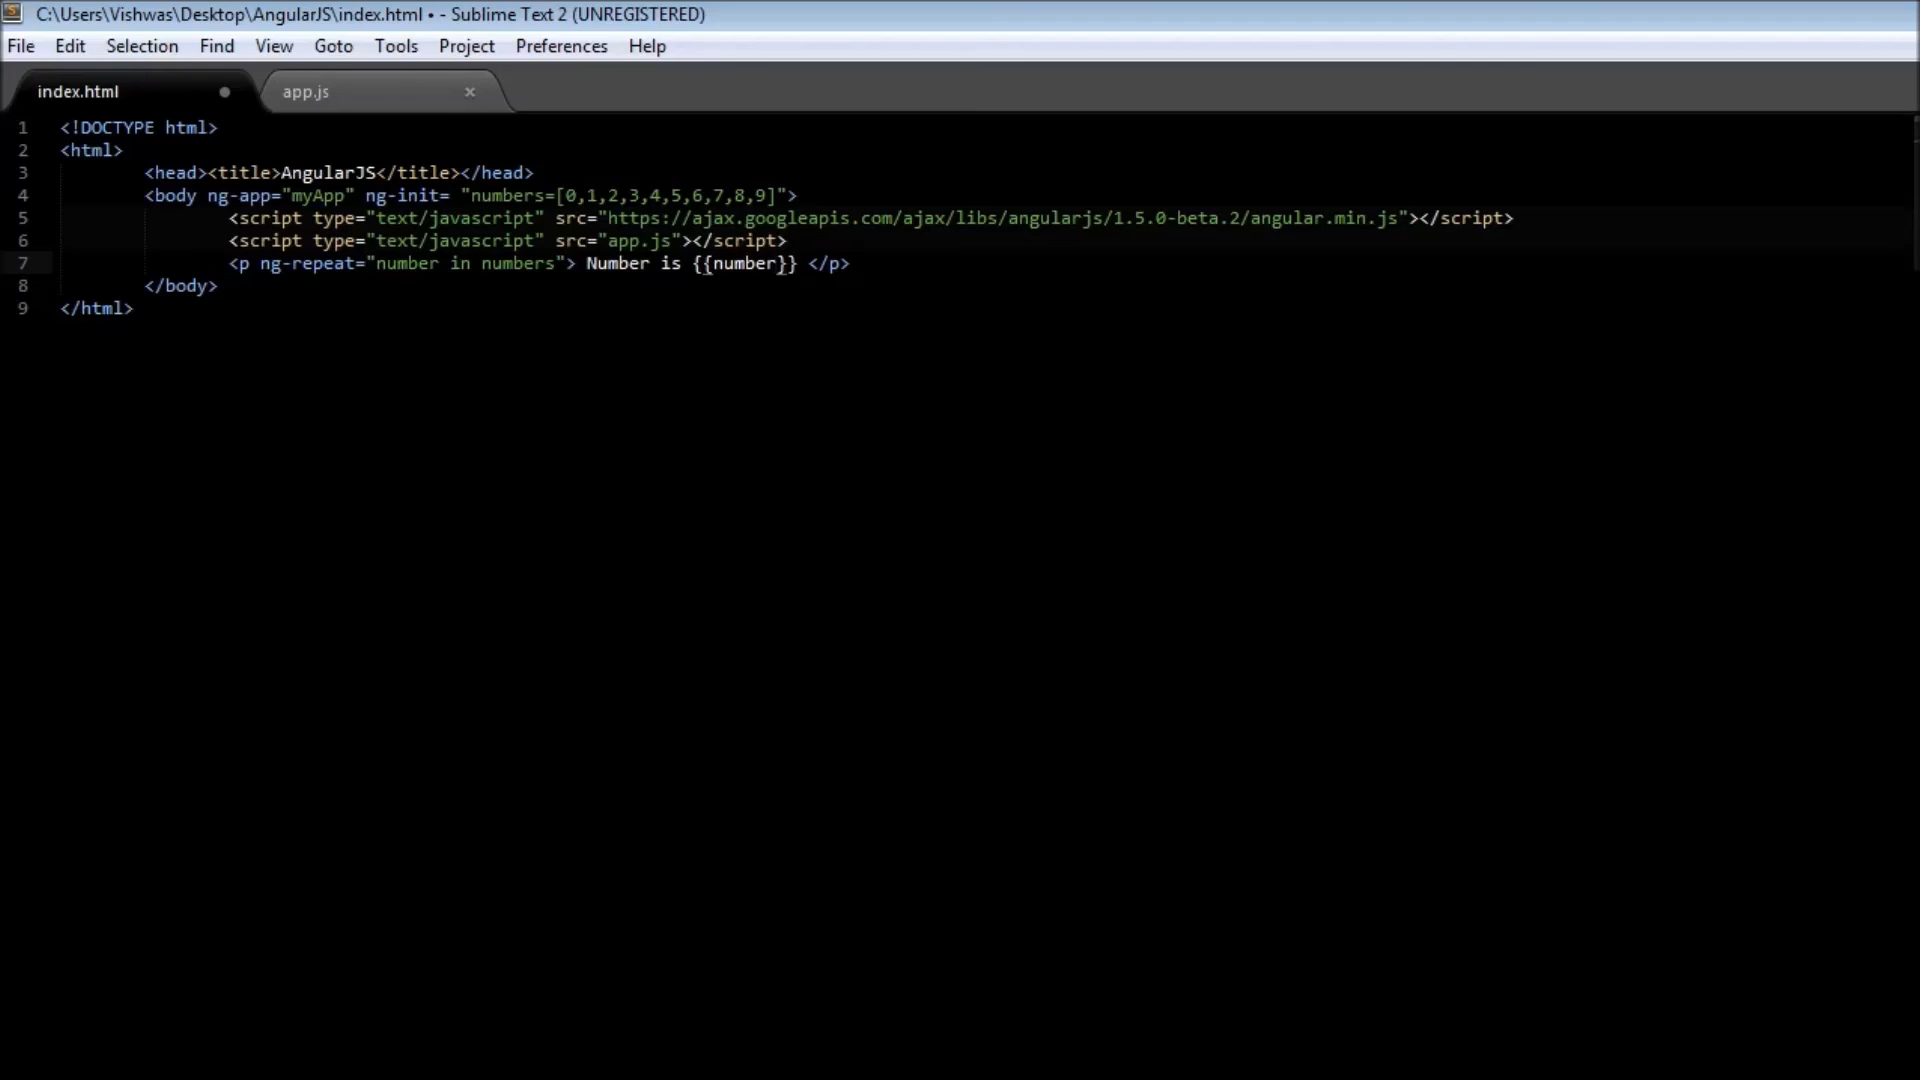 C:\Users\Vishwas\Desktop\AngularJS\index.html • - Sublime Text 2 (UNREGISTERED)
File Edit Selection Find View Goto Tools Project Preferences Help
index.html app.js
1 <!DOCTYPE html>
2 <html>
3 <head><title>AngularJS</title></head>
4 <body ng-app="myApp" ng-init= "numbers=[0,1,2,3,4,5,6,7,8,9]">
5 <script type="text/javascript" src="https://ajax.googleapis.com/ajax/libs/angularjs/1.5.0-beta.2/angular.min.js"></script>
6 <script type="text/javascript" src="app.js"></script>
7 <p ng-repeat="number in numbers"> Number is {{number}} </p>
8 </body>
9 </html>